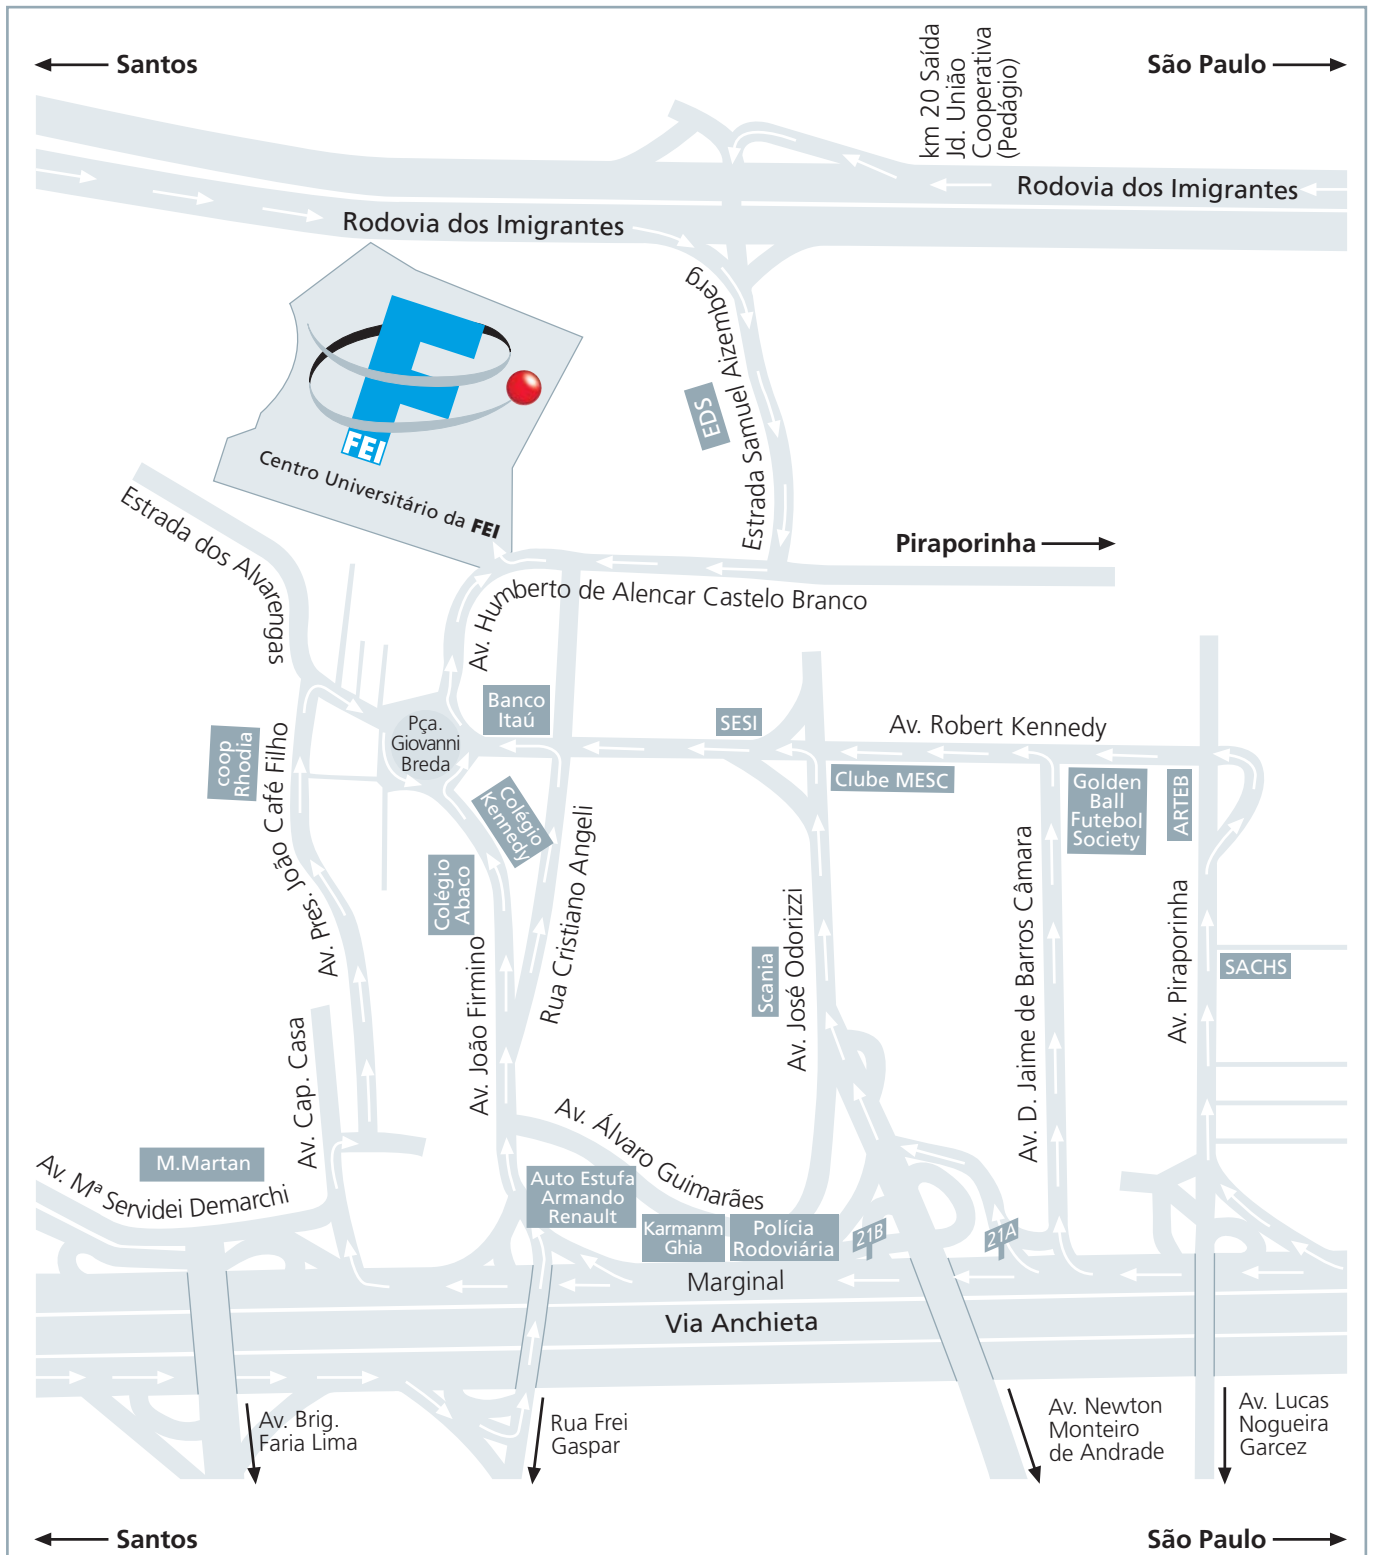 Santos
São Paulo
km 20 Saída
Jd. União
Cooperativa
(Pedágio)
Rodovia dos Imigrantes
Rodovia dos Imigrantes
FEI
Centro Universitário da FEI
Estrada Samuel Aizemberg
EDS
Piraporinha
Estrada dos Alvarengas
Av. Humberto de Alencar Castelo Branco
Banco
Itaú
SESI
Av. Robert Kennedy
Pça.
Giovanni
Breda
coop
Rhodia
Clube MESC
Golden
Ball
Futebol
Society
ARTEB
Colégio
Kennedy
Colégio
Abaco
Av. Pres. João Café Filho
Rua Cristiano Angeli
Av. João Firmino
Scania
Av. José Odorizzi
Av. D. Jaime de Barros Câmara
Av. Piraporinha
SACHS
Av. Cap. Casa
M.Martan
Av. Mª Servidei Demarchi
Av. Álvaro Guimarães
Auto Estufa
Armando
Renault
Karmanm
Ghia
Polícia
Rodoviária
21B
21A
Marginal
Via Anchieta
Av. Brig.
Faria Lima
Rua Frei
Gaspar
Av. Newton
Monteiro
de Andrade
Av. Lucas
Nogueira
Garcez
Santos
São Paulo